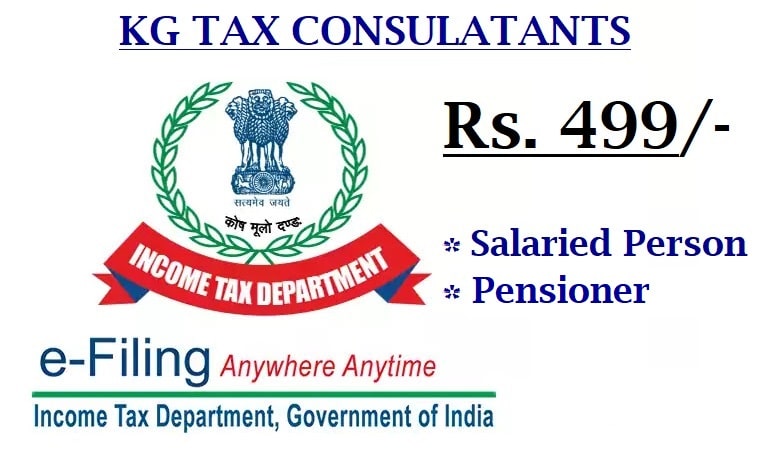 KG TAX CONSULATANTS
Rs. 499/-
सत्यमेव जयते
कोष मूलो दण्डः
INCOME TAX DEPARTMENT
* Salaried Person
* Pensioner
e-Filing Anywhere Anytime
Income Tax Department, Government of India